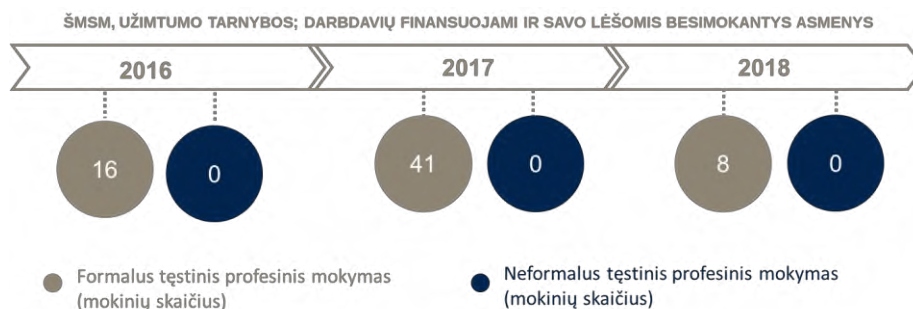 ŠMSM, UŽIMTUMO TARNYBOS; DARBDAVIŲ FINANSUOJAMI IR SAVO LĖŠOMIS BESIMOKANTYS ASMENYS
2016 2017 2018
16 0 41 0 8 0
Formalus tęstinis profesinis mokymas
(mokinių skaičius)
Neformalus tęstinis profesinis mokymas
(mokinių skaičius)